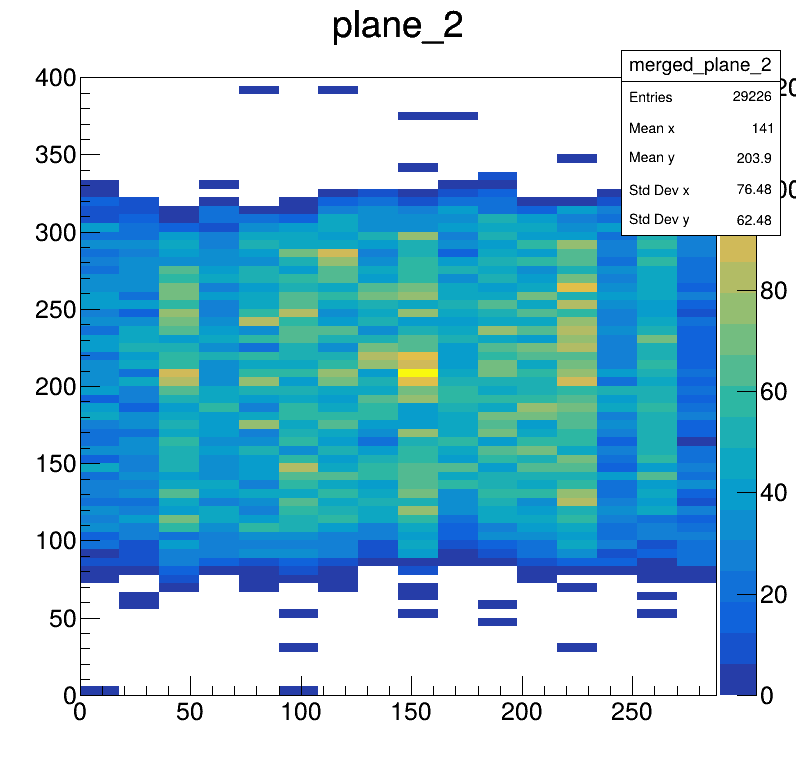 plane_2
merged_plane_2
Entries 29226
Mean x 141
Mean y 203.9
Std Dev x 76.48
Std Dev y 62.48
400
350
300
250
200
150
100
50
0
0 50 100 150 200 250
80
60
40
20
0